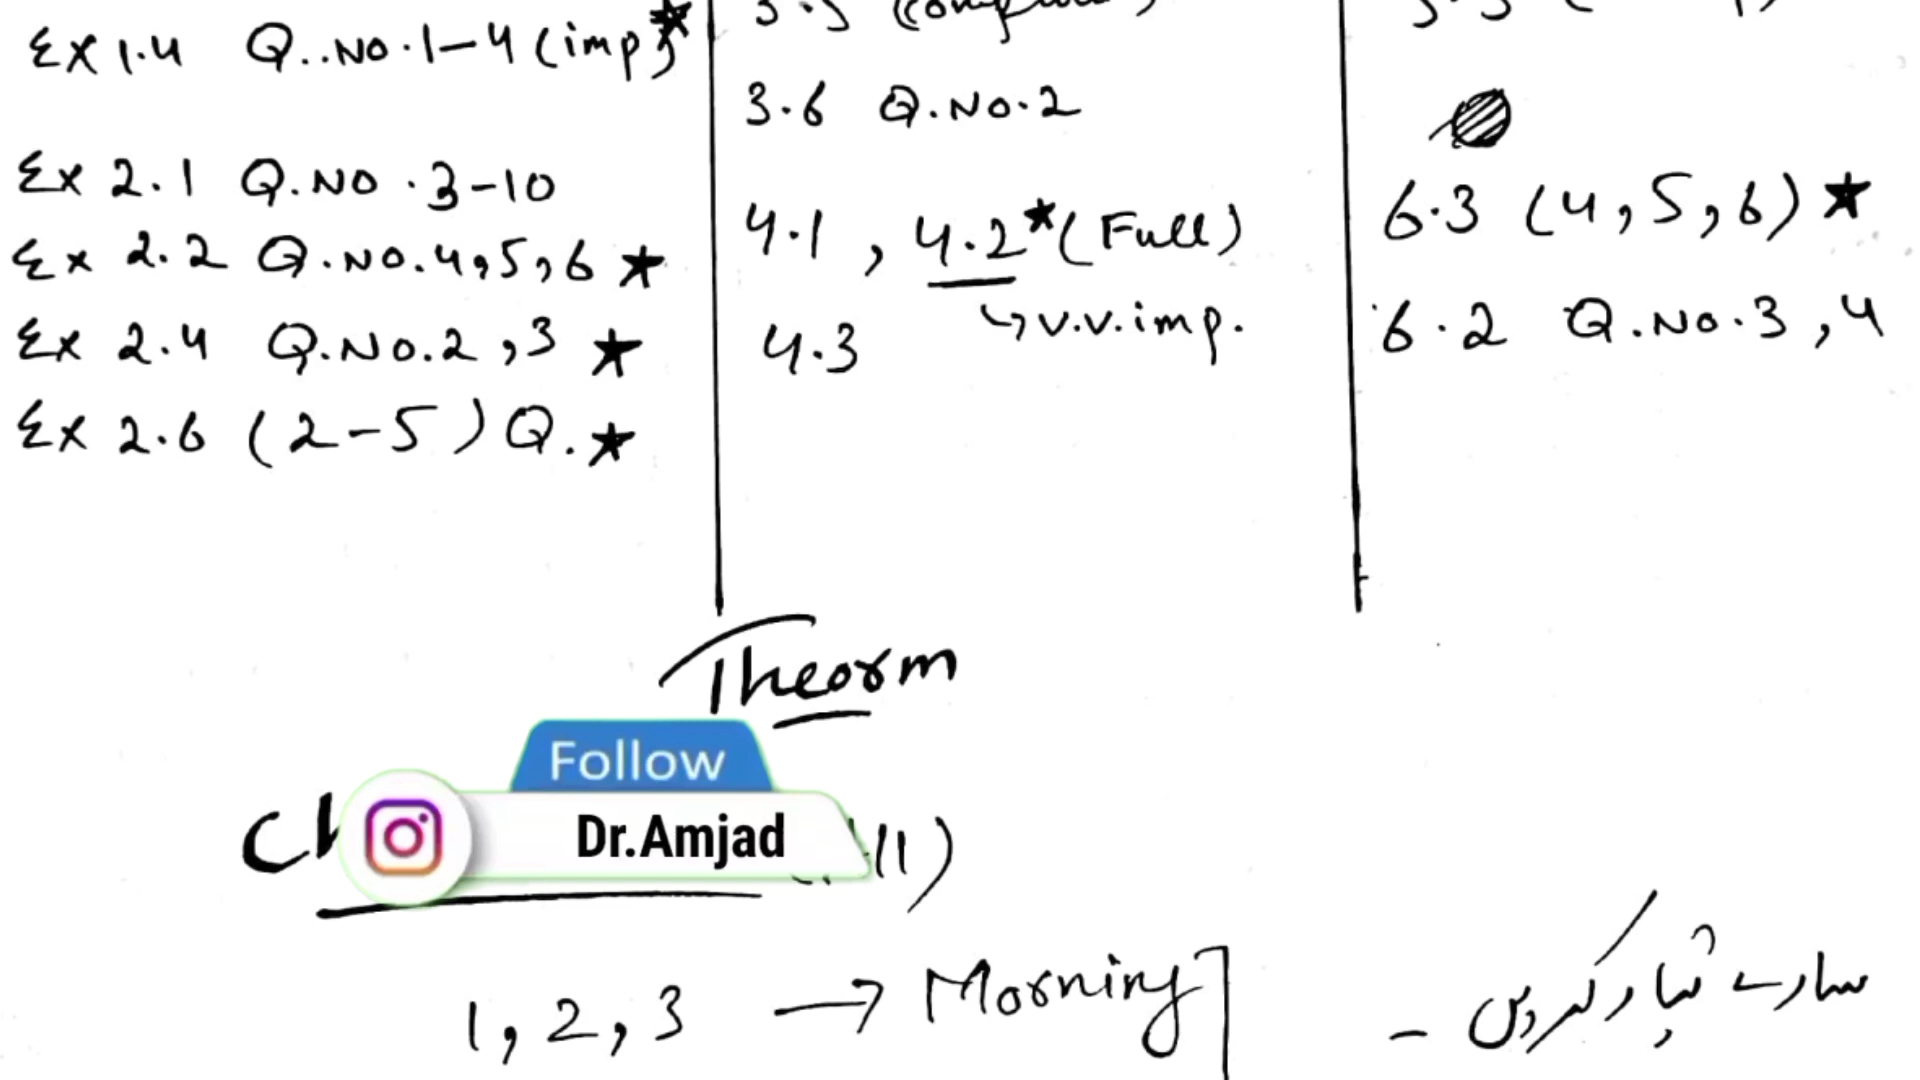 Ex 1.4 Q..No.1-4 (imp)*
Ex 2.1 Q.NO.3-10
Ex 2.2 Q.NO.4,5,6 ★
Ex 2.4 Q.No.2,3 ★
Ex 2.6 (2-5) Q.★
3.6 Q.No.2
4.1, 4.2*(Full)
↳v.v.imp.
4.3
6.3 (4,5,6) ★
6.2 Q.No.3,4
Theorm
Follow
Dr.Amjad
1, 2, 3 → Morning]
سارے تیار کریں -